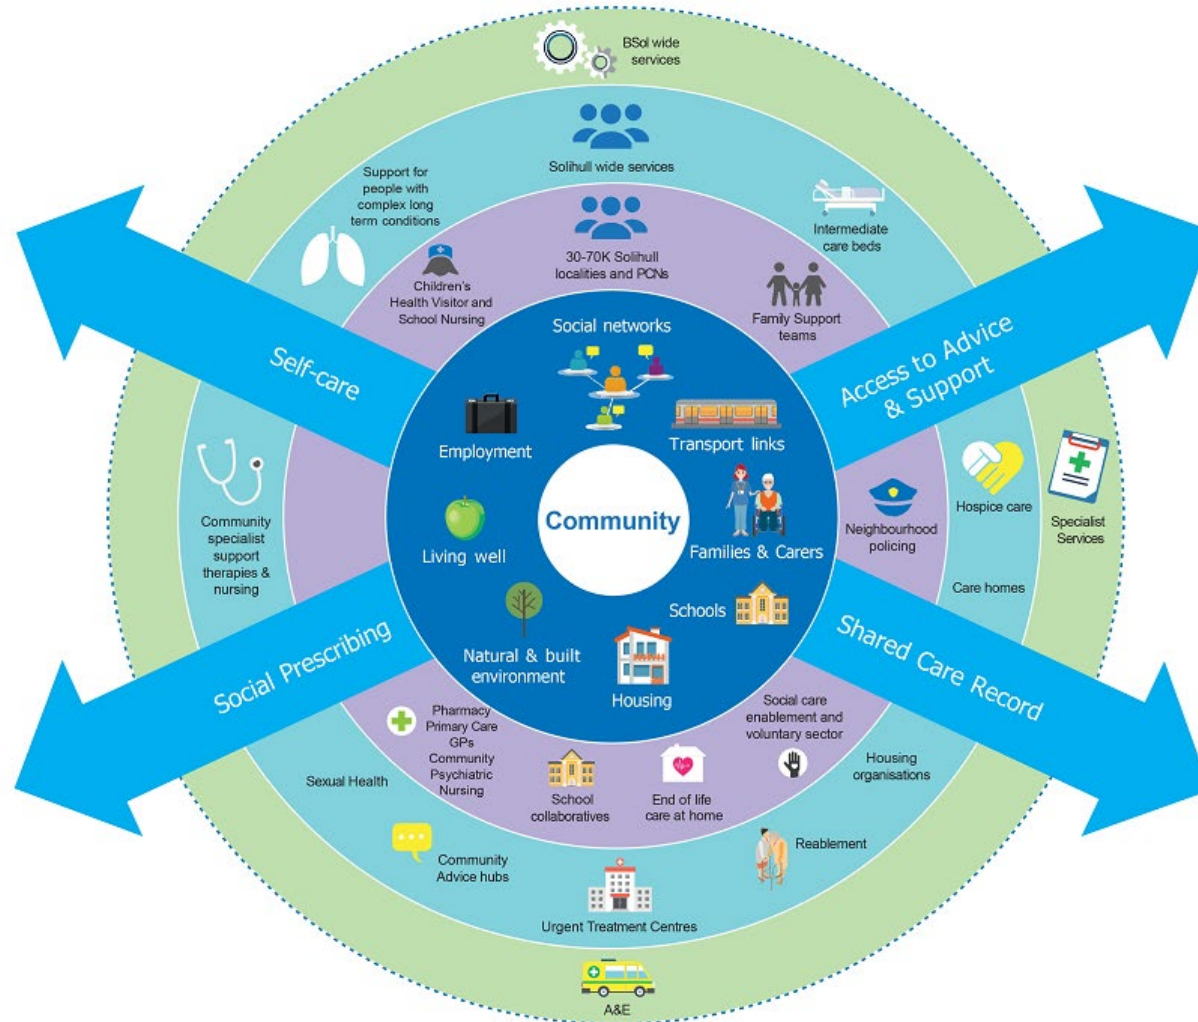 BSol wide
services
Solihull wide services
Support for
people with
complex long
term conditions
Intermediate
care beds
30-70K Solihull
localities and PCNs
Children's
Health Visitor and
School Nursing
Family Support
teams
Self-care
Access to Advice
& Support
Social networks
Employment
Transport links
Community
Living well
Families & Carers
Schools
Natural & built
environment
Housing
Community
specialist
support
therapies &
nursing
Neighbourhood
policing
Hospice care
Care homes
Specialist
Services
Social Prescribing
Shared Care Record
Pharmacy
Primary Care
GPs
Community
Psychiatric
Nursing
School
collaboratives
End of life
care at home
Social care
enablement and
voluntary sector
Housing
organisations
Sexual Health
Community
Advice hubs
Urgent Treatment Centres
Reablement
A&E